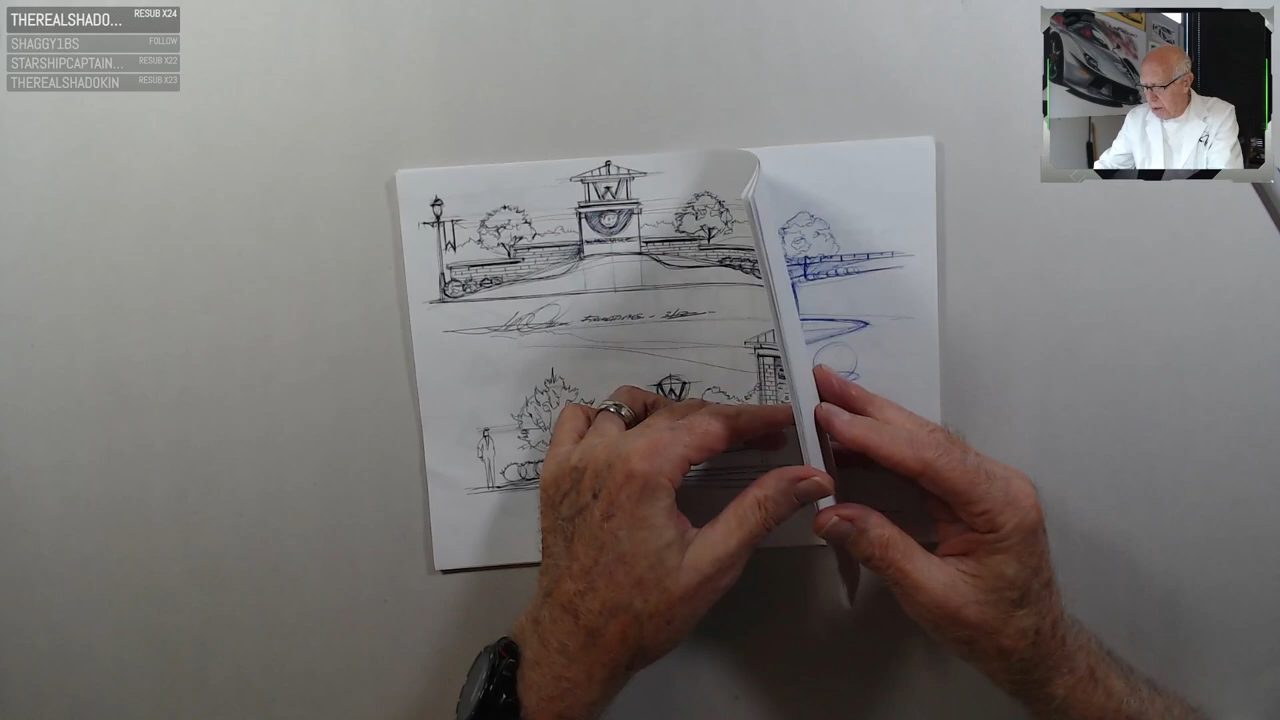 THEREALSHADO... RESUB X24
SHAGGY1BS FOLLOW
STARSHIPCAPTAIN... RESUB X22
THEREALSHADOKIN RESUB X23
W
W
W